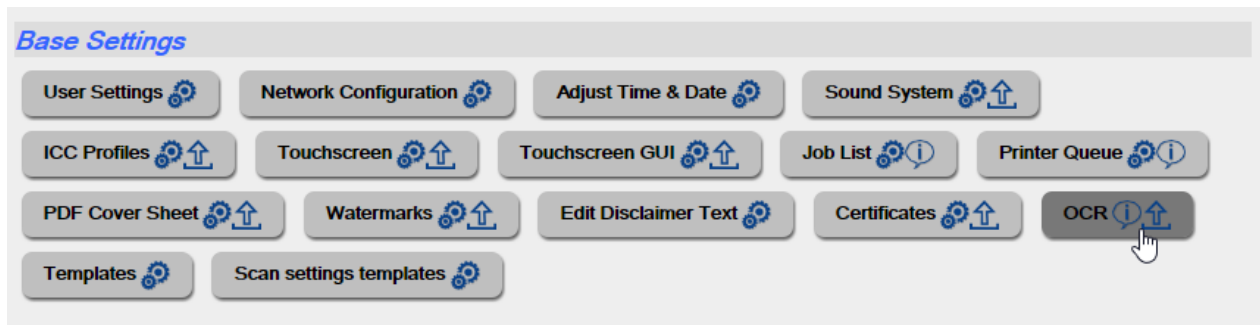 Base Settings
User Settings Network Configuration Adjust Time & Date Sound System
ICC Profiles Touchscreen Touchscreen GUI Job List Printer Queue
PDF Cover Sheet Watermarks Edit Disclaimer Text Certificates OCR
Templates Scan settings templates